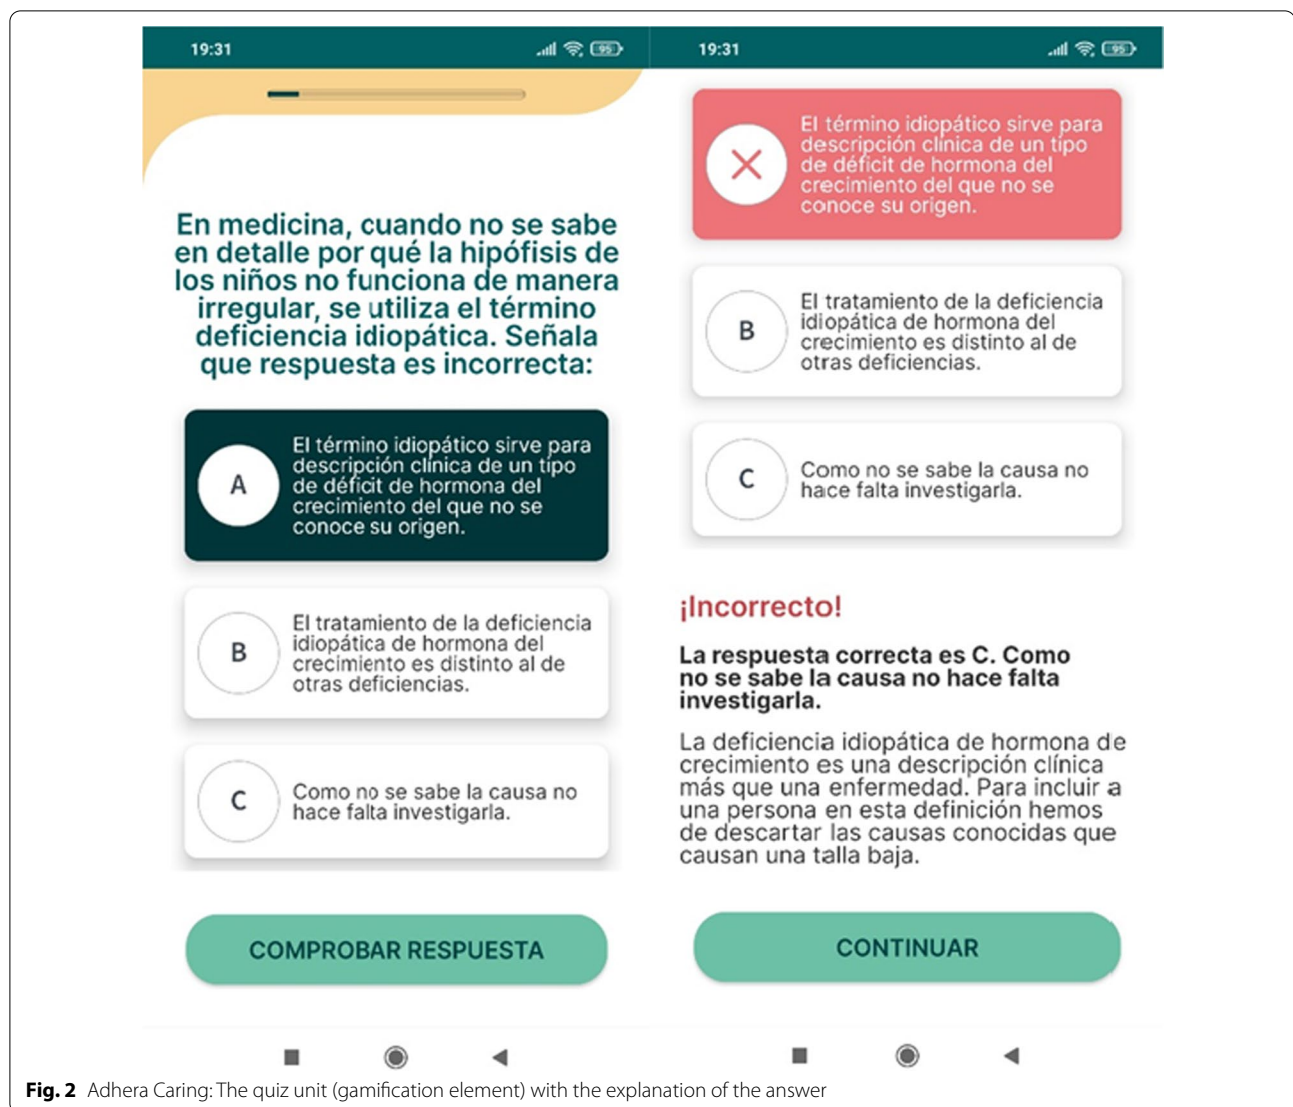 19:31
95
En medicina, cuando no se sabe
en detalle por qué la hipófisis de
los niños no funciona de manera
irregular, se utiliza el término
deficiencia idiopática. Señala
que respuesta es incorrecta:
A
El término idiopático sirve para
descripción clínica de un tipo
de déficit de hormona del
crecimiento del que no se
conoce su origen.
B
El tratamiento de la deficiencia
idiopática de hormona del
crecimiento es distinto al de
otras deficiencias.
C
Como no se sabe la causa no
hace falta investigarla.
COMPROBAR RESPUESTA
19:31
95
El término idiopático sirve para
descripción clínica de un tipo
de déficit de hormona del
crecimiento del que no se
conoce su origen.
B
El tratamiento de la deficiencia
idiopática de hormona del
crecimiento es distinto al de
otras deficiencias.
C
Como no se sabe la causa no
hace falta investigarla.
¡Incorrecto!
La respuesta correcta es C. Como
no se sabe la causa no hace falta
investigarla.
La deficiencia idiopática de hormona de
crecimiento es una descripción clínica
más que una enfermedad. Para incluir a
una persona en esta definición hemos
de descartar las causas conocidas que
causan una talla baja.
CONTINUAR
Fig. 2 Adhera Caring: The quiz unit (gamification element) with the explanation of the answer